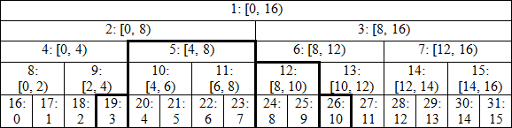 1: [0, 16)
2: [0, 8) 3: [8, 16)
4: [0, 4) 5: [4, 8) 6: [8, 12) 7: [12, 16)
8: 9: 10: 11: 12: 13: 14: 15:
[0, 2) [2, 4) [4, 6) [6, 8) [8, 10) [10, 12) [12, 14) [14, 16)
16: 17: 18: 19: 20: 21: 22: 23: 24: 25: 26: 27: 28: 29: 30: 31:
0 1 2 3 4 5 6 7 8 9 10 11 12 13 14 15